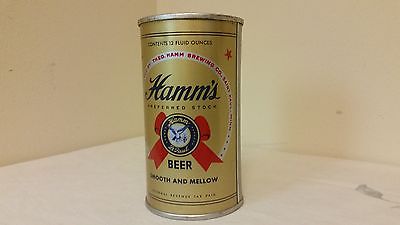 CONTENTS 12 FLUID OUNCES
THEO. HAMM BREWING CO. SAINT PAUL, MINN.
Hamm's
PREFERRED STOCK
Hamm
BEER
SMOOTH AND MELLOW
INTERNAL REVENUE TAX PAID